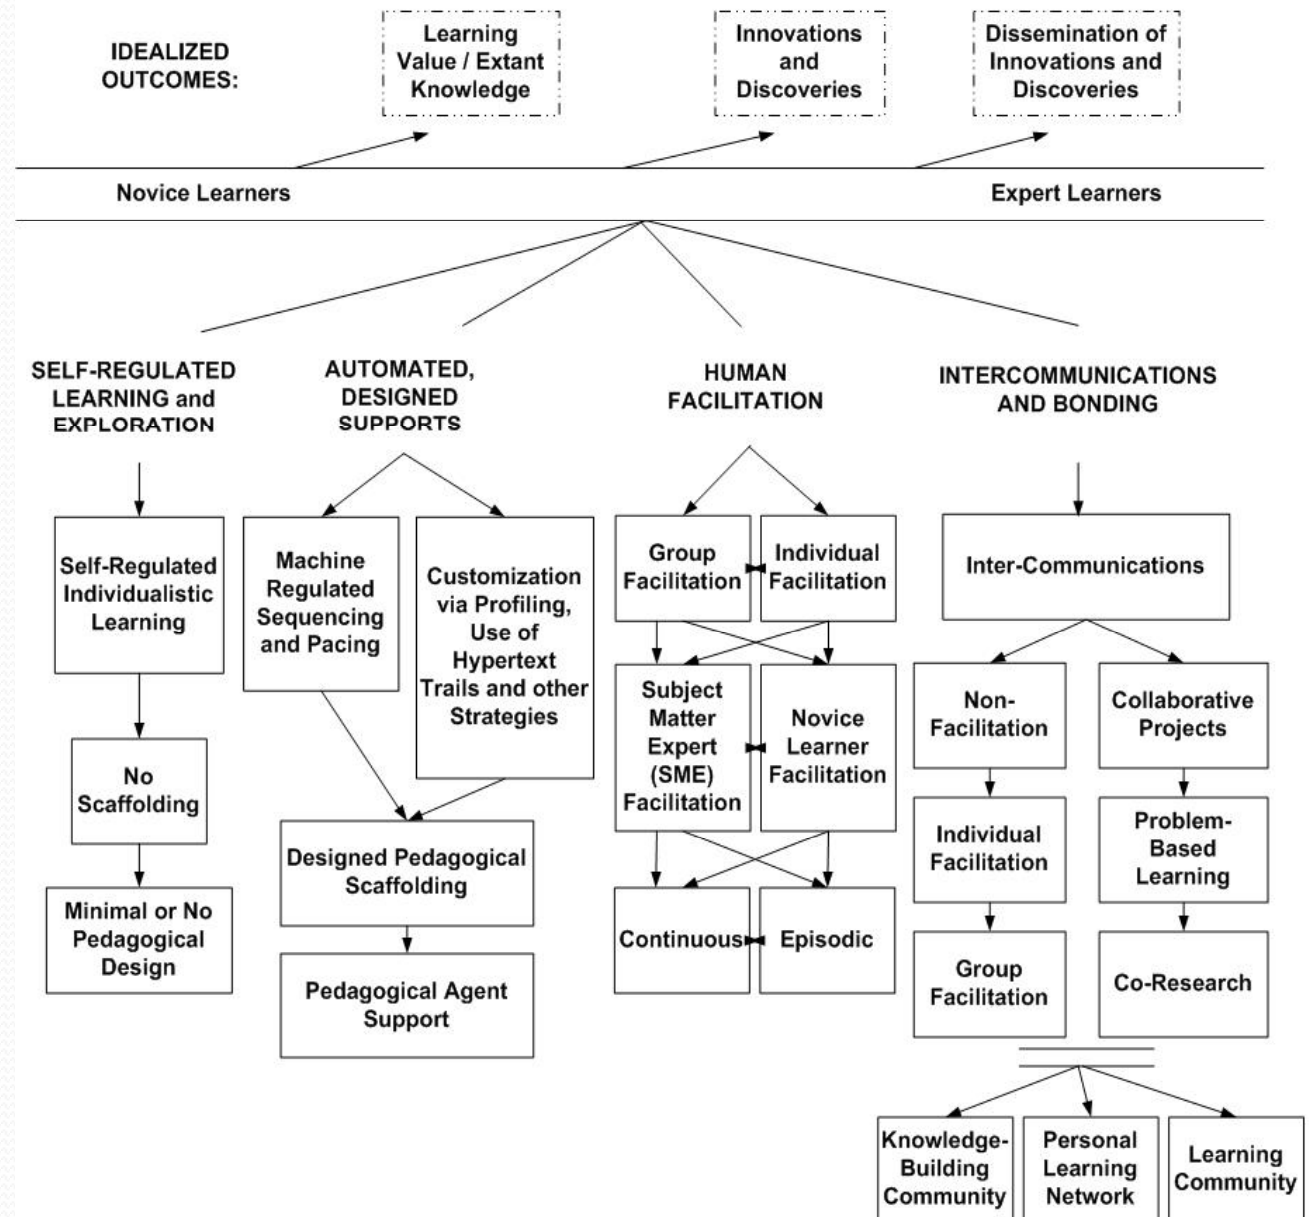 IDEALIZED
OUTCOMES:
Learning
Value / Extant
Knowledge
Innovations
and
Discoveries
Dissemination of
Innovations and
Discoveries
Novice Learners
Expert Learners
SELF-REGULATED
LEARNING and
EXPLORATION
AUTOMATED,
DESIGNED
SUPPORTS
HUMAN
FACILITATION
INTERCOMMUNICATIONS
AND BONDING
Self-Regulated
Individualistic
Learning
No
Scaffolding
Minimal or No
Pedagogical
Design
Machine
Regulated
Sequencing
and Pacing
Customization
via Profiling,
Use of
Hypertext
Trails and other
Strategies
Designed Pedagogical
Scaffolding
Pedagogical Agent
Support
Group
Facilitation
Individual
Facilitation
Subject
Matter
Expert
(SME)
Facilitation
Novice
Learner
Facilitation
Continuous
Episodic
Inter-Communications
Non-
Facilitation
Individual
Facilitation
Group
Facilitation
Collaborative
Projects
Problem-
Based
Learning
Co-Research
Knowledge-
Building
Community
Personal
Learning
Network
Learning
Community